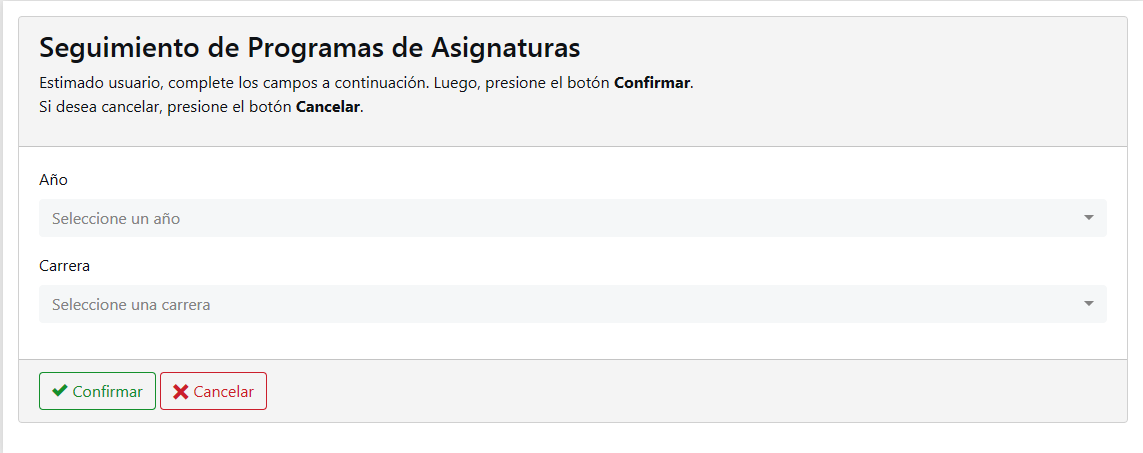 Seguimiento de Programas de Asignaturas
Estimado usuario, complete los campos a continuación. Luego, presione el botón Confirmar.
Si desea cancelar, presione el botón Cancelar.
Año
Seleccione un año
Carrera
Seleccione una carrera
Confirmar Cancelar